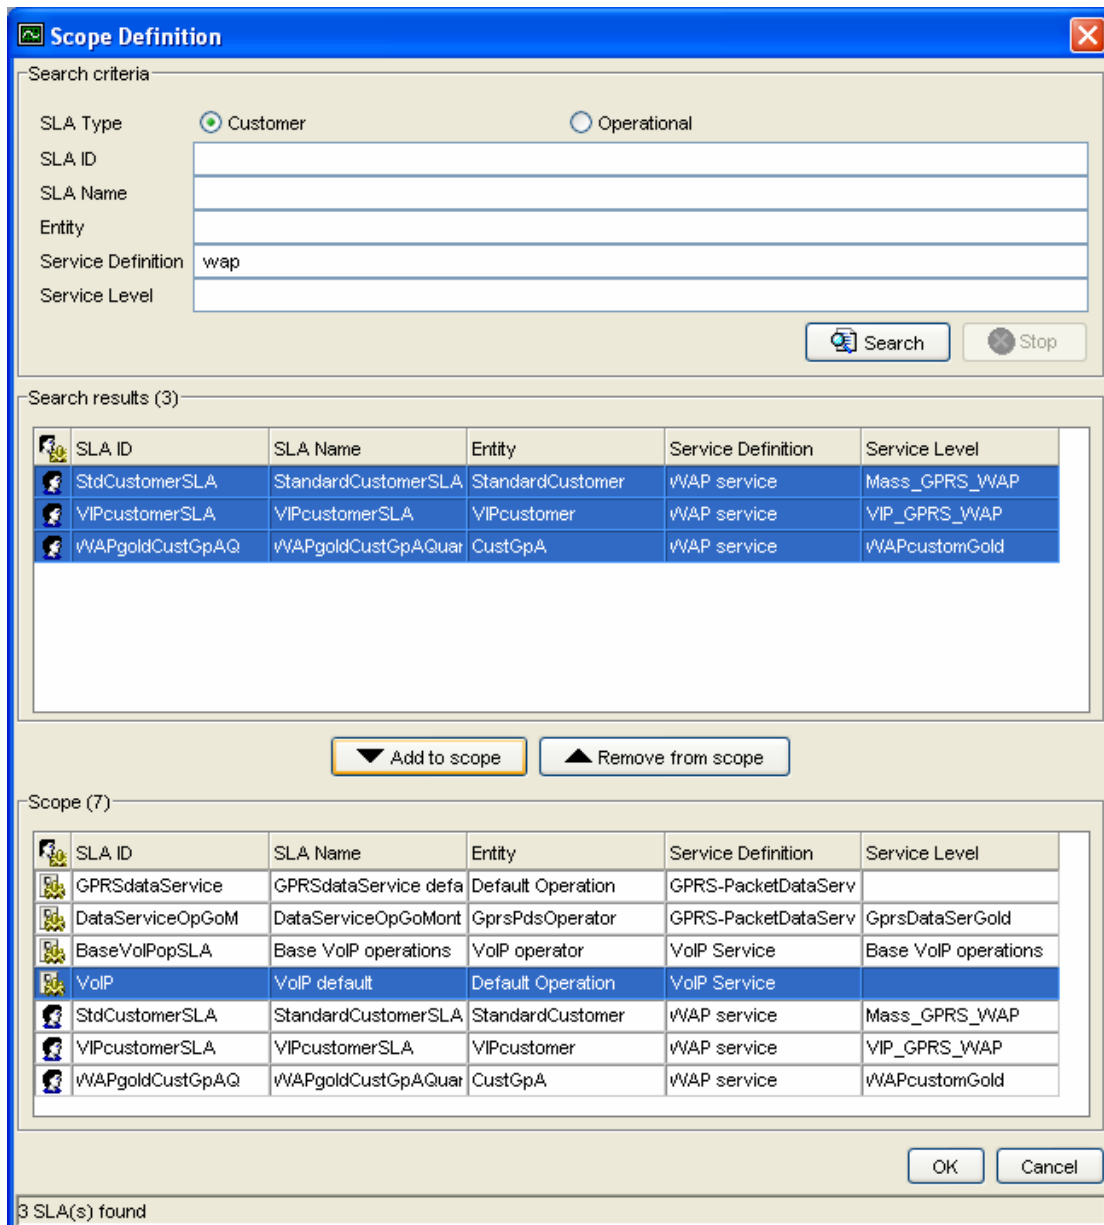 Scope Definition
Search criteria
SLA Type Customer Operational
SLA ID
SLA Name
Entity
Service Definition wap
Service Level
Search Stop
Search results (3)
SLA ID SLA Name Entity Service Definition Service Level
StdCustomerSLA StandardCustomerSLA StandardCustomer WAP service Mass_GPRS_WAP
VIPcustomerSLA VIPcustomerSLA VIPcustomer WAP service VIP_GPRS_WAP
WAPgoldCustGpAQ WAPgoldCustGpAQuar CustGpA WAP service WAPcustomGold
Add to scope Remove from scope
Scope (7)
SLA ID SLA Name Entity Service Definition Service Level
GPRSdataService GPRSdataService defa Default Operation GPRS-PacketDataServ
DataServiceOpGoM DataServiceOpGoMont GprsPdsOperator GPRS-PacketDataServ GprsDataSerGold
BaseVoIPopSLA Base VoIP operations VoIP operator VoIP Service Base VoIP operations
VoIP VoIP default Default Operation VoIP Service
StdCustomerSLA StandardCustomerSLA StandardCustomer WAP service Mass_GPRS_WAP
VIPcustomerSLA VIPcustomerSLA VIPcustomer WAP service VIP_GPRS_WAP
WAPgoldCustGpAQ WAPgoldCustGpAQuar CustGpA WAP service WAPcustomGold
OK Cancel
3 SLA(s) found